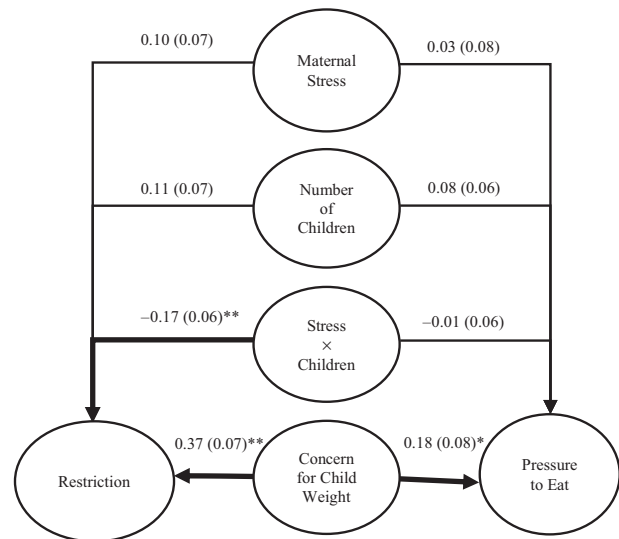 0.10 (0.07)
Maternal
Stress
0.03 (0.08)
0.11 (0.07)
Number
of
Children
0.08 (0.06)
−0.17 (0.06)**
Stress
×
Children
−0.01 (0.06)
Restriction
0.37 (0.07)**
Concern
for Child
Weight
0.18 (0.08)*
Pressure
to Eat